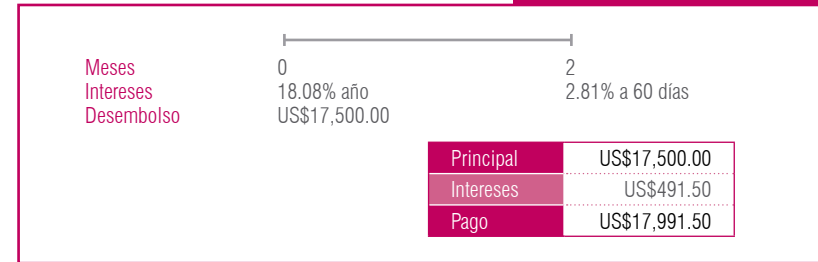 Meses 0 2
Intereses 18.08% año 2.81% a 60 días
Desembolso US$17,500.00
Principal US$17,500.00
Intereses US$491.50
Pago US$17,991.50